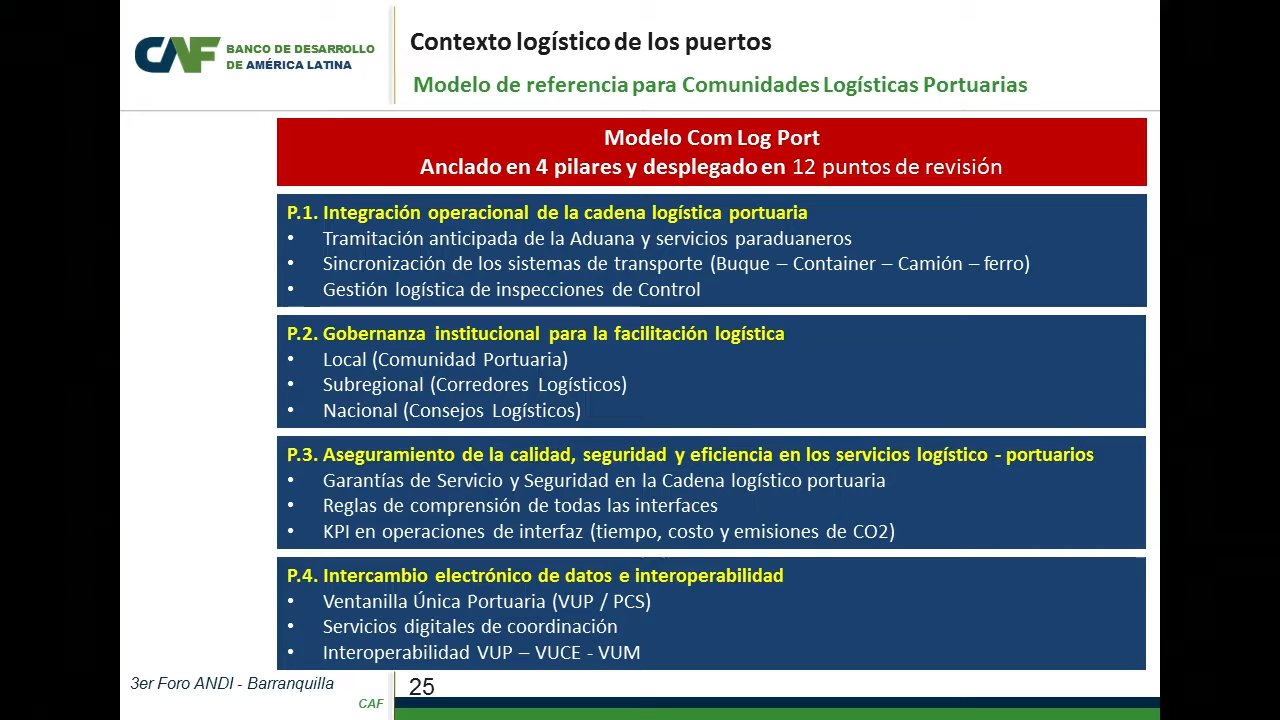 CAF BANCO DE DESARROLLO
DE AMÉRICA LATINA
Contexto logístico de los puertos
Modelo de referencia para Comunidades Logísticas Portuarias
Modelo Com Log Port
Anclado en 4 pilares y desplegado en 12 puntos de revisión
P.1. Integración operacional de la cadena logística portuaria
• Tramitación anticipada de la Aduana y servicios paraduaneros
• Sincronización de los sistemas de transporte (Buque – Container – Camión – ferro)
• Gestión logística de inspecciones de Control
P.2. Gobernanza institucional para la facilitación logística
• Local (Comunidad Portuaria)
• Subregional (Corredores Logísticos)
• Nacional (Consejos Logísticos)
P.3. Aseguramiento de la calidad, seguridad y eficiencia en los servicios logístico - portuarios
• Garantías de Servicio y Seguridad en la Cadena logístico portuaria
• Reglas de comprensión de todas las interfaces
• KPI en operaciones de interfaz (tiempo, costo y emisiones de CO2)
P.4. Intercambio electrónico de datos e interoperabilidad
• Ventanilla Única Portuaria (VUP / PCS)
• Servicios digitales de coordinación
• Interoperabilidad VUP – VUCE - VUM
3er Foro ANDI - Barranquilla
CAF
25